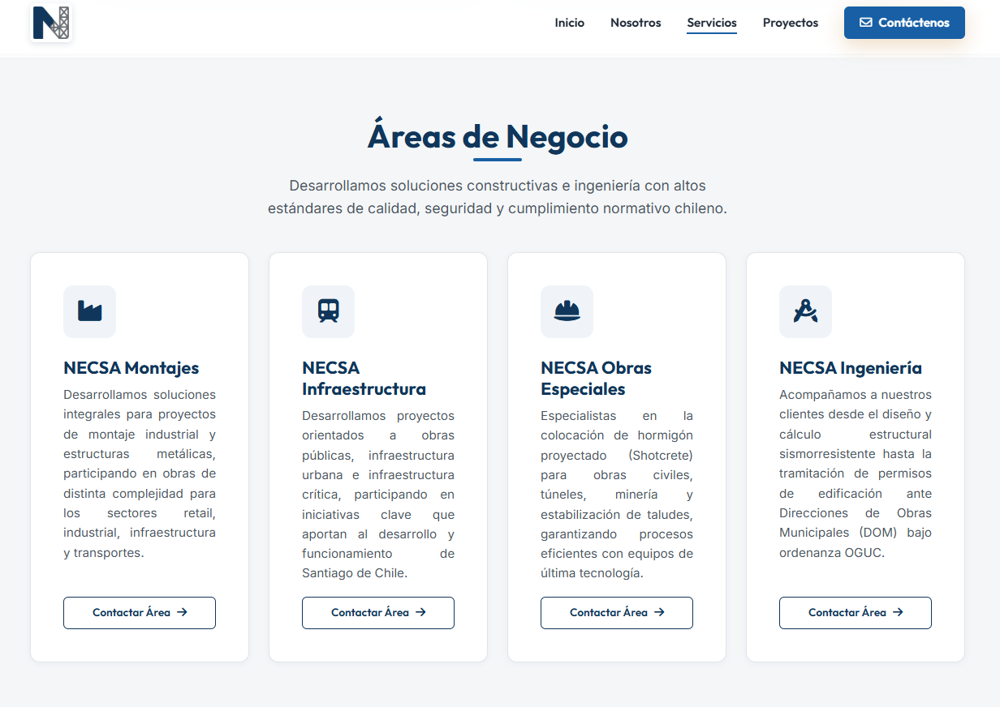 N
Inicio
Nosotros
Servicios
Proyectos
Contáctenos
Áreas de Negocio
Desarrollamos soluciones constructivas e ingeniería con altos
estándares de calidad, seguridad y cumplimiento normativo chileno.
NECSA Montajes
Desarrollamos soluciones
integrales para proyectos
de montaje industrial y
estructuras metálicas,
participando en obras de
distinta complejidad para
los sectores retail,
industrial, infraestructura
y transportes.
Contactar Área →
NECSA
Infraestructura
Desarrollamos proyectos
orientados a obras
públicas, infraestructura
urbana e infraestructura
crítica, participando en
iniciativas clave que
aportan al desarrollo y
funcionamiento de
Santiago de Chile.
Contactar Área →
NECSA Obras
Especiales
Especialistas en la
colocación de hormigón
proyectado (Shotcrete)
para obras civiles,
túneles, minería y
estabilización de taludes,
garantizando procesos
eficientes con equipos de
última tecnología.
Contactar Área →
NECSA Ingeniería
Acompañamos a nuestros
clientes desde el diseño y
cálculo estructural
sismorresistente hasta la
tramitación de permisos
de edificación ante
Direcciones de Obras
Municipales (DOM) bajo
ordenanza OGUC.
Contactar Área →